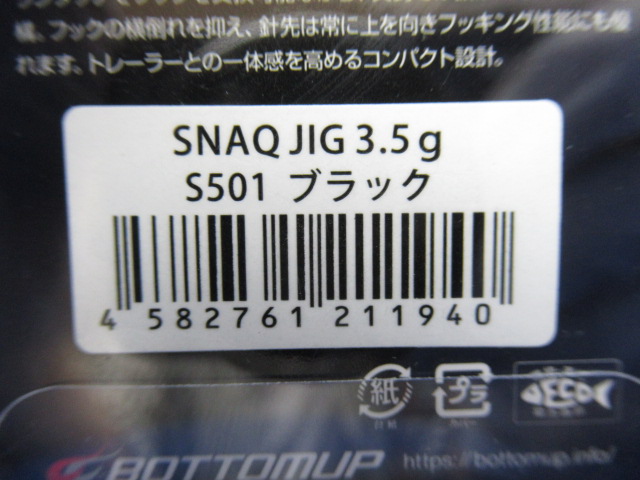 構、フックの横倒れを抑え、針先は常に上を向きフッキング性能にも優
れます。トレーラーとの一体感を高めるコンパクト設計。
SNAQ JIG 3.5 g
S501 ブラック
4 582761 211940
紙
プラ
ECO
BOTTOMUP
https://bottomup.info/